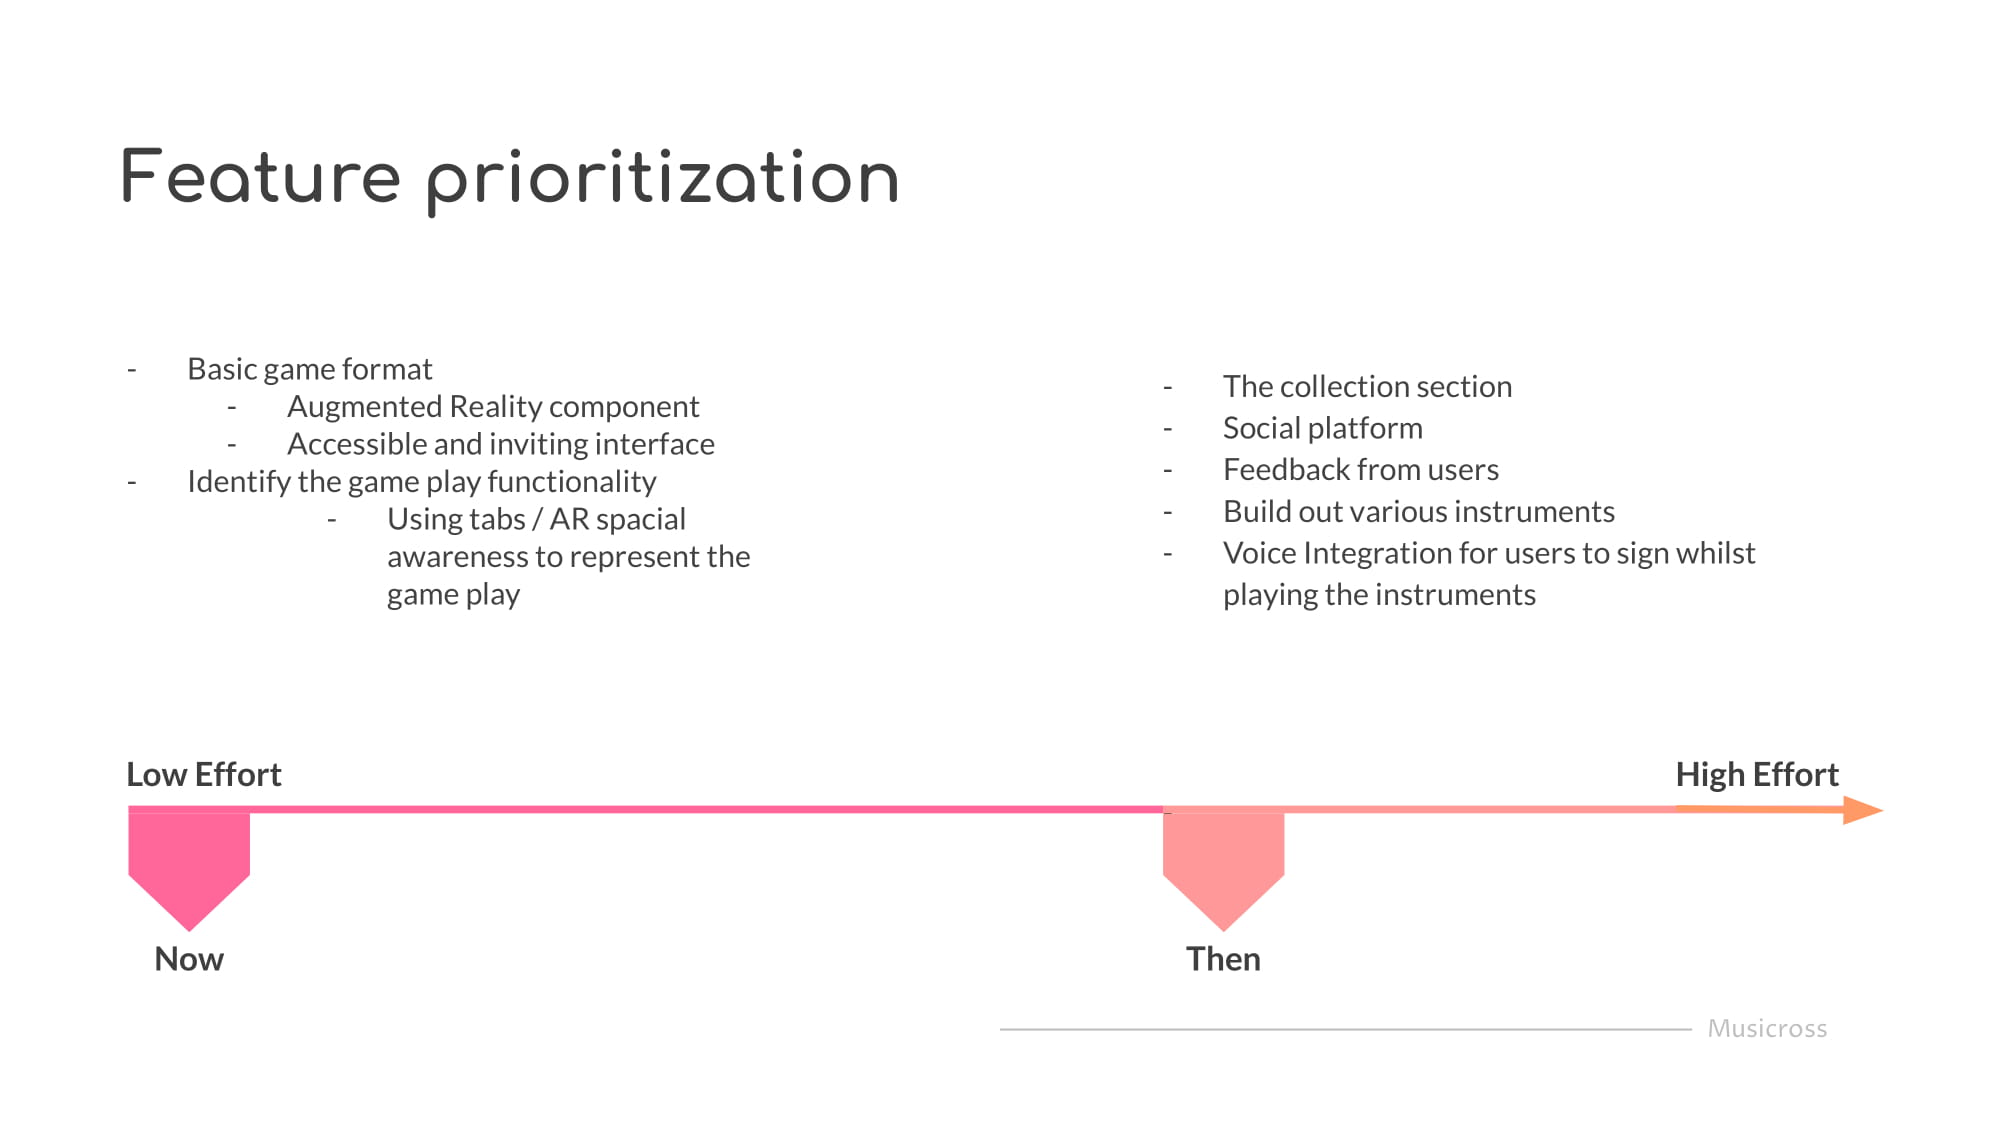 Feature prioritization
- Basic game format
- Augmented Reality component
- Accessible and inviting interface
- Identify the game play functionality
- Using tabs / AR spacial
awareness to represent the
game play
- The collection section
- Social platform
- Feedback from users
- Build out various instruments
- Voice Integration for users to sign whilst
playing the instruments
Low Effort
High Effort
Now
Then
Musicross